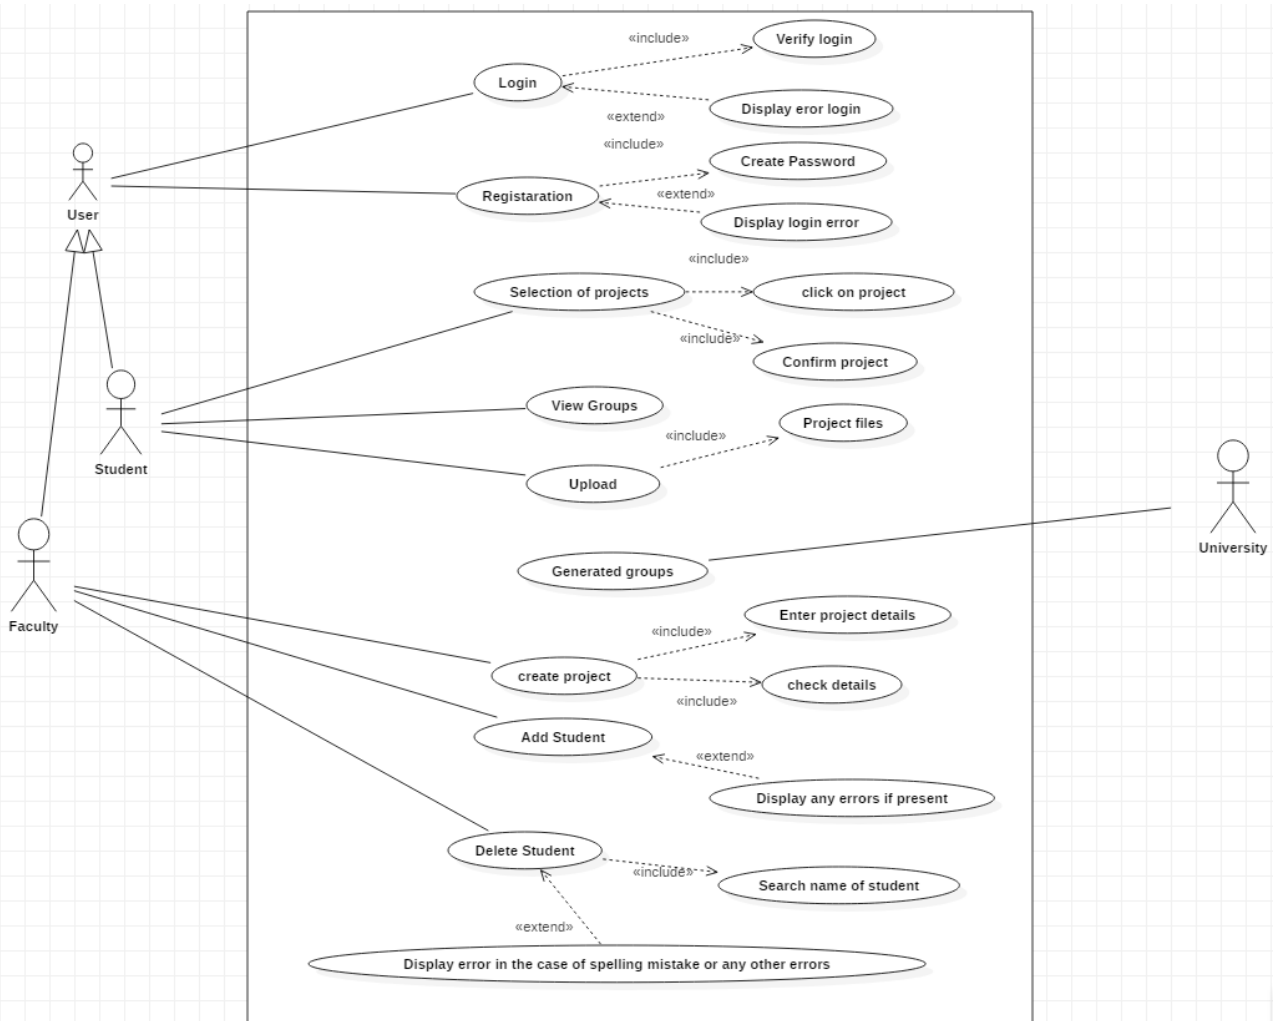 «include»
Verify login
Login
Display eror login
«extend»
«include»
Create Password
Registaration
«extend»
Display login error
User
«include»
Selection of projects
click on project
«include»
Confirm project
View Groups
Project files
«include»
Student
Upload
University
Generated groups
Faculty
Enter project details
«include»
create project
check details
«include»
Add Student
«extend»
Display any errors if present
Delete Student
«include»
Search name of student
«extend»
Display error in the case of spelling mistake or any other errors